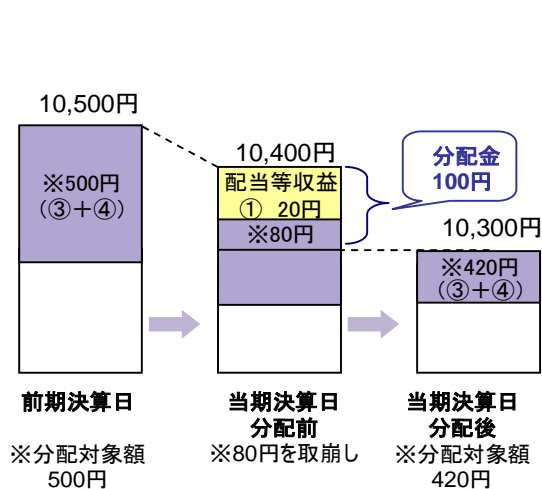 10,500円
※500円
（③＋④）
10,400円
配当等収益
① 20円
※80円
分配金
100円
10,300円
※420円
（③＋④）
前期決算日
※分配対象額
500円
当期決算日
分配前
※80円を取崩し
当期決算日
分配後
※分配対象額
420円